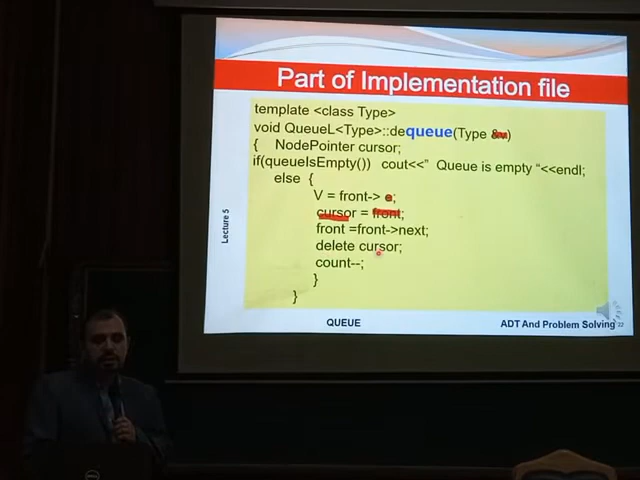 Part of Implementation file
template <class Type>
void QueueL<Type>::dequeue(Type &v)
{ NodePointer cursor;
if(queueIsEmpty()) cout<<" Queue is empty "<<endl;
else {
V = front-> e;
cursor = front;
front =front->next;
delete cursor;
count--;
}
}
Lecture 5
QUEUE
ADT And Problem Solving 22
DELL